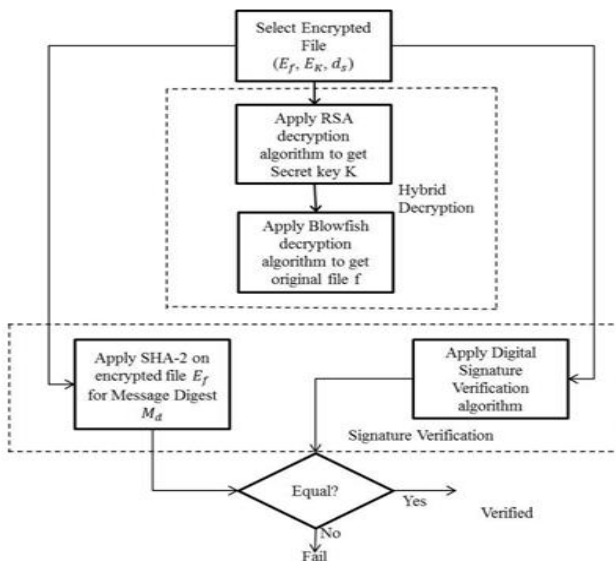 Select Encrypted
File
(E_f, E_K, d_s)
Apply RSA
decryption
algorithm to get
Secret key K
Hybrid
Decryption
Apply Blowfish
decryption
algorithm to get
original file f
Apply SHA-2 on
encrypted file E_f
for Message Digest
M_d
Apply Digital
Signature
Verification
algorithm
Signature Verification
Equal?
Yes
Verified
No
Fail